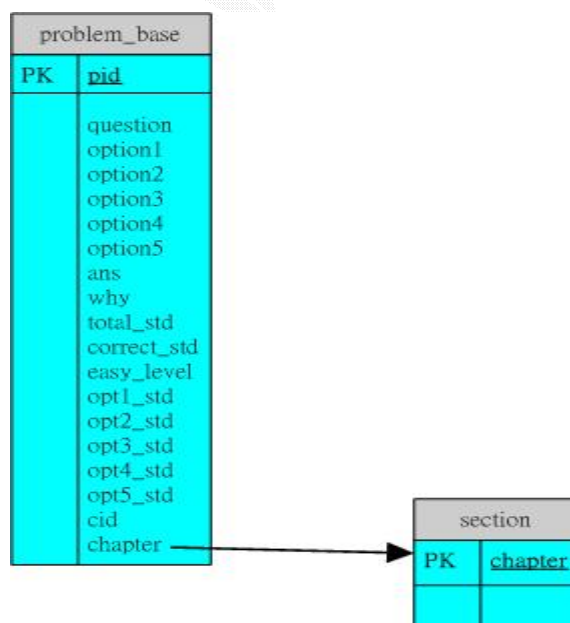 problem_base
PK pid
question
option1
option2
option3
option4
option5
ans
why
total_std
correct_std
easy_level
opt1_std
opt2_std
opt3_std
opt4_std
opt5_std
cid
chapter
section
PK chapter